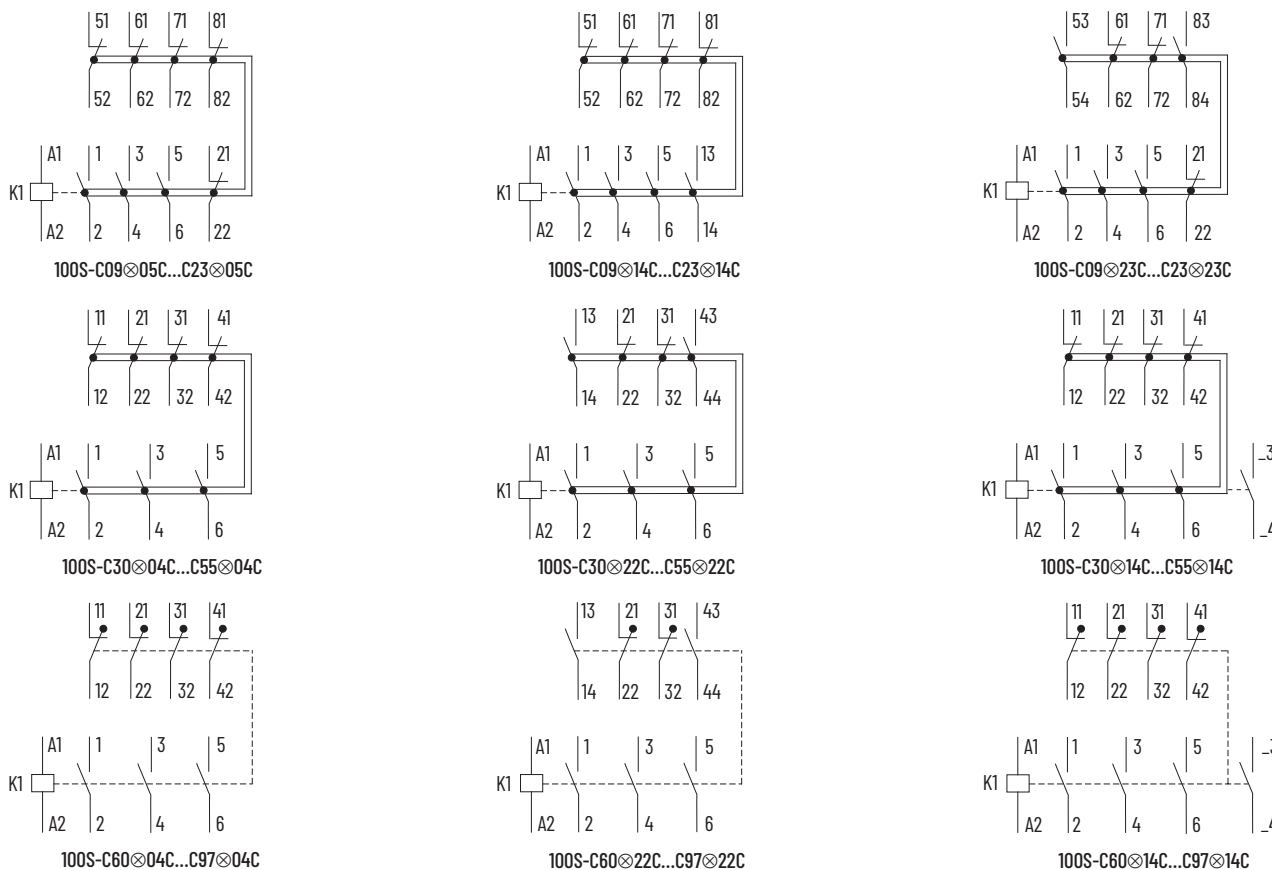 51 61 71 81
52 62 72 82
A1 1 3 5 21
K1
A2 2 4 6 22
100S-C09⊗05C...C23⊗05C
51 61 71 81
52 62 72 82
A1 1 3 5 13
K1
A2 2 4 6 14
100S-C09⊗14C...C23⊗14C
53 61 71 83
54 62 72 84
A1 1 3 5 21
K1
A2 2 4 6 22
100S-C09⊗23C...C23⊗23C
11 21 31 41
12 22 32 42
A1 1 3 5
K1
A2 2 4 6
100S-C30⊗04C...C55⊗04C
13 21 31 43
14 22 32 44
A1 1 3 5
K1
A2 2 4 6
100S-C30⊗22C...C55⊗22C
11 21 31 41
12 22 32 42
A1 1 3 5 _3
K1
A2 2 4 6 _4
100S-C30⊗14C...C55⊗14C
11 21 31 41
12 22 32 42
A1 1 3 5
K1
A2 2 4 6
100S-C60⊗04C...C97⊗04C
13 21 31 43
14 22 32 44
A1 1 3 5
K1
A2 2 4 6
100S-C60⊗22C...C97⊗22C
11 21 31 41
12 22 32 42
A1 1 3 5 _3
K1
A2 2 4 6 _4
100S-C60⊗14C...C97⊗14C